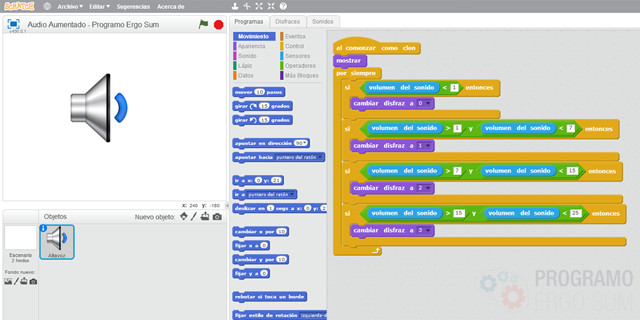 SCRATCH Archivo ▾ Editar ▾ Sugerencias Acerca de
Audio Aumentado - Programo Ergo Sum
v456.0.1
x: 240 y: -180
Objetos
Nuevo objeto:
Escenario
2 fondos
Fondo nuevo:
Altavoz
Programas Disfraces Sonidos
Movimiento Eventos
Apariencia Control
Sonido Sensores
Lápiz Operadores
Datos Más Bloques
mover 10 pasos
girar 15 grados
girar 15 grados
apuntar en dirección 90
apuntar hacia puntero del ratón
ir a x: 0 y: 21
ir a puntero del ratón
deslizar en 1 segs a x: 0 y:
cambiar x por 10
fijar x a 0
cambiar y por 10
fijar y a 0
rebotar si toca un borde
fijar estilo de rotación izquierda-d
al comenzar como clon
mostrar
por siempre
si volumen del sonido < 1 entonces
cambiar disfraz a 0
si volumen del sonido > 1 y volumen del sonido < 7 entonces
cambiar disfraz a 1
si volumen del sonido > 7 y volumen del sonido < 15 entonces
cambiar disfraz a 2
si volumen del sonido > 15 y volumen del sonido < 25 entonces
cambiar disfraz a 3
PROGRAMO
ERGO SUM